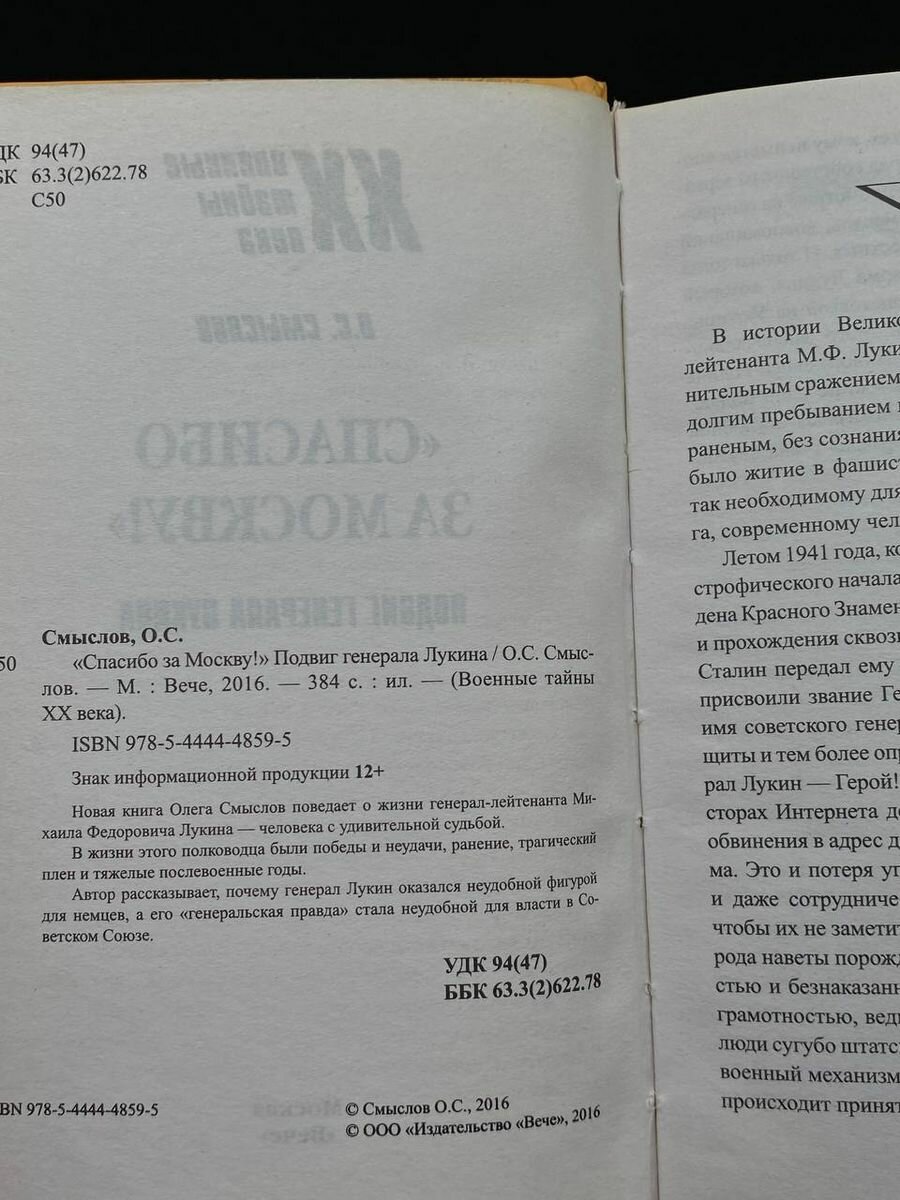 ДК 94(47)
БК 63.3(2)622.78
С50
Смыслов, О.С.
50 «Спасибо за Москву!» Подвиг генерала Лукина / О.С. Смыс-
лов. — М. : Вече, 2016. — 384 с. : ил. — (Военные тайны
XX века).
ISBN 978-5-4444-4859-5
Знак информационной продукции 12+
Новая книга Олега Смыслов поведает о жизни генерал-лейтенанта Ми-
хаила Федоровича Лукина — человека с удивительной судьбой.
В жизни этого полководца были победы и неудачи, ранение, трагический
плен и тяжелые послевоенные годы.
Автор рассказывает, почему генерал Лукин оказался неудобной фигурой
для немцев, а его «генеральская правда» стала неудобной для власти в Со-
ветском Союзе.
УДК 94(47)
ББК 63.3(2)622.78
BN 978-5-4444-4859-5
© Смыслов О.С., 2016
© ООО «Издательство «Вече», 2016
В истории Велико
лейтенанта М.Ф. Луки
нительным сражением
долгим пребыванием
раненым, без сознания
было житие в фашист
так необходимому для
га, современному чел
Летом 1941 года, ко
строфического начала
дена Красного Знамен
и прохождения сквозь
Сталин передал ему
присвоили звание Ге
имя советского генер
щиты и тем более опр
рал Лукин — Герой!
сторах Интернета до
обвинения в адрес д
ма. Это и потеря уп
и даже сотрудниче
чтобы их не заметит
рода наветы порожд
стью и безнаказанн
грамотностью, веди
люди сугубо штатс
военный механизм
происходит принят